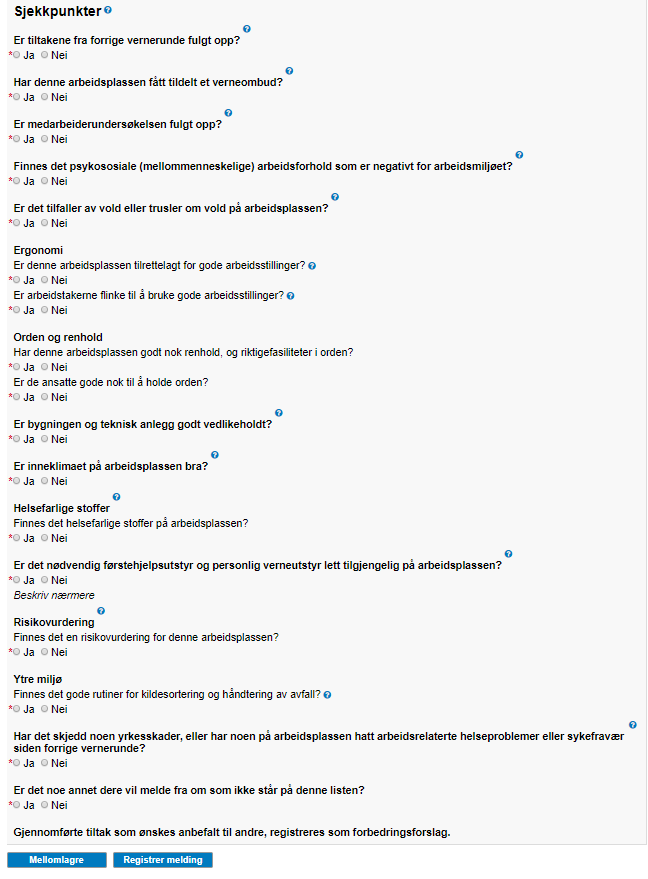 Sjekkpunkter
Er tiltakene fra forrige vernerunde fulgt opp?
* Ja Nei
Har denne arbeidsplassen fått tildelt et verneombud?
* Ja Nei
Er medarbeiderundersøkelsen fulgt opp?
* Ja Nei
Finnes det psykososiale (mellommenneskelige) arbeidsforhold som er negativt for arbeidsmiljøet?
* Ja Nei
Er det tilfaller av vold eller trusler om vold på arbeidsplassen?
* Ja Nei
Ergonomi
Er denne arbeidsplassen tilrettelagt for gode arbeidsstillinger?
* Ja Nei
Er arbeidstakerne flinke til å bruke gode arbeidsstillinger?
* Ja Nei
Orden og renhold
Har denne arbeidsplassen godt nok renhold, og riktigefasiliteter i orden?
* Ja Nei
Er de ansatte gode nok til å holde orden?
* Ja Nei
Er bygningen og teknisk anlegg godt vedlikeholdt?
* Ja Nei
Er inneklimaet på arbeidsplassen bra?
* Ja Nei
Helsefarlige stoffer
Finnes det helsefarlige stoffer på arbeidsplassen?
* Ja Nei
Er det nødvendig førstehjelpsutstyr og personlig verneutstyr lett tilgjengelig på arbeidsplassen?
* Ja Nei
Beskriv nærmere
Risikovurdering
Finnes det en risikovurdering for denne arbeidsplassen?
* Ja Nei
Ytre miljø
Finnes det gode rutiner for kildesortering og håndtering av avfall?
* Ja Nei
Har det skjedd noen yrkesskader, eller har noen på arbeidsplassen hatt arbeidsrelaterte helseproblemer eller sykefravær
siden forrige vernerunde?
* Ja Nei
Er det noe annet dere vil melde fra om som ikke står på denne listen?
* Ja Nei
Gjennomførte tiltak som ønskes anbefalt til andre, registreres som forbedringsforslag.
Mellomlagre Registrer melding